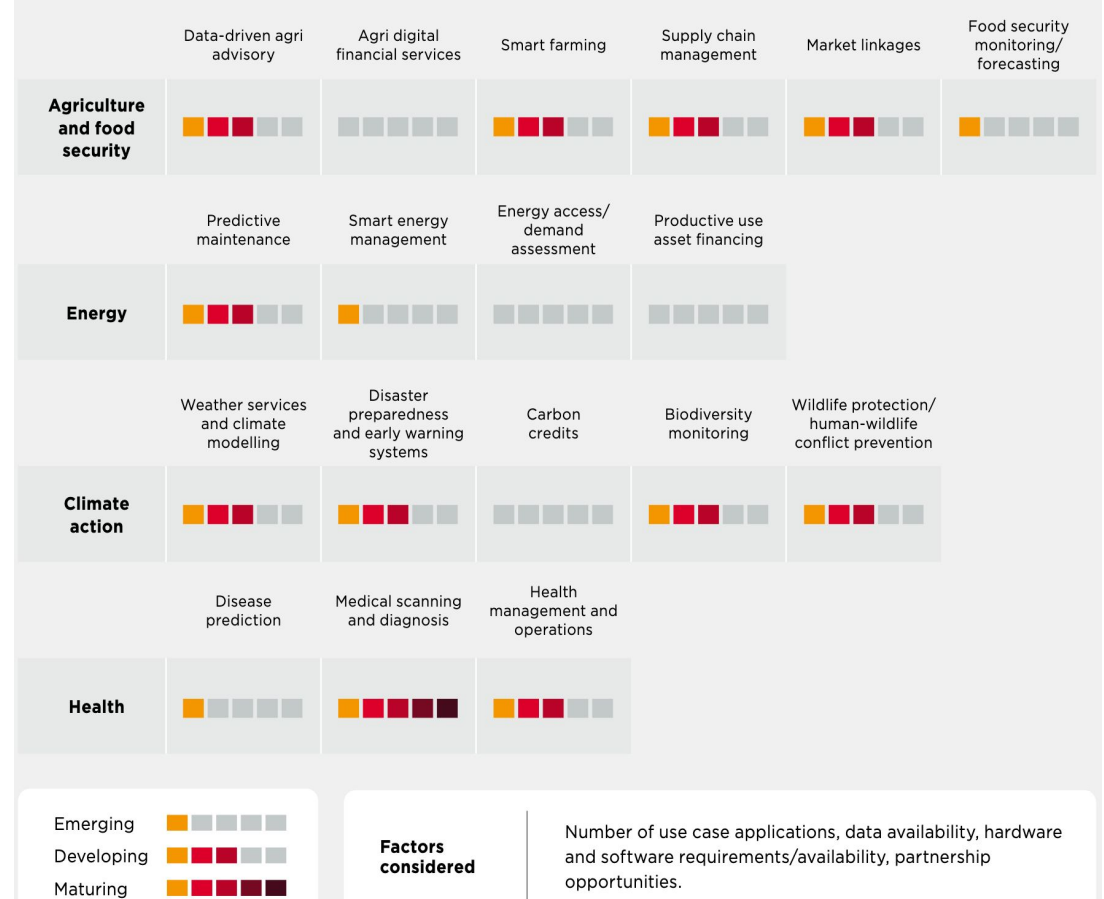 Data-driven agri
advisory
Agri digital
financial services
Smart farming
Supply chain
management
Market linkages
Food security
monitoring/
forecasting
Agriculture
and food
security
Predictive
maintenance
Smart energy
management
Energy access/
demand
assessment
Productive use
asset financing
Energy
Weather services
and climate
modelling
Disaster
preparedness
and early warning
systems
Carbon
credits
Biodiversity
monitoring
Wildlife protection/
human-wildlife
conflict prevention
Climate
action
Disease
prediction
Medical scanning
and diagnosis
Health
management and
operations
Health
Emerging
Developing
Maturing
Factors
considered
Number of use case applications, data availability, hardware
and software requirements/availability, partnership
opportunities.